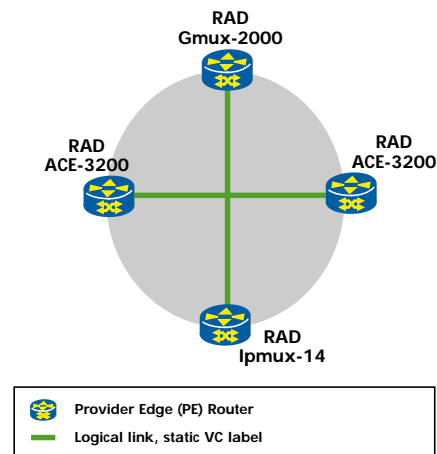 RAD
Gmux-2000
RAD
ACE-3200
RAD
ACE-3200
RAD
Ipmux-14
Provider Edge (PE) Router
Logical link, static VC label